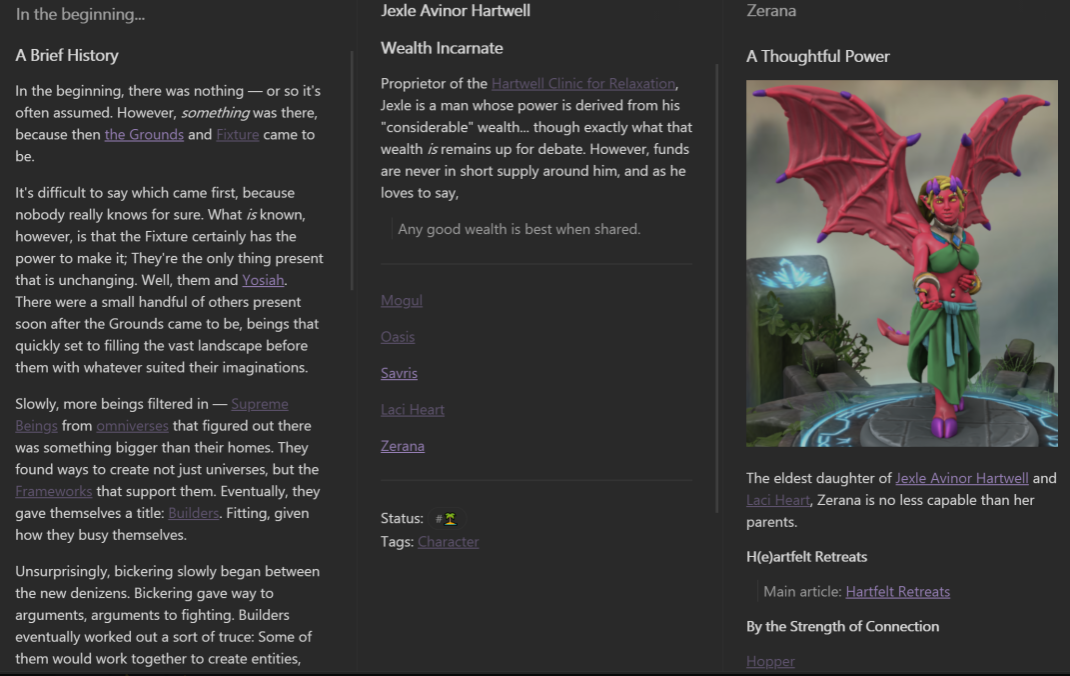 In the beginning...
A Brief History
In the beginning, there was nothing — or so it's
often assumed. However, something was there,
because then the Grounds and Fixture came to
be.
It's difficult to say which came first, because
nobody really knows for sure. What is known,
however, is that the Fixture certainly has the
power to make it; They're the only thing present
that is unchanging. Well, them and Yosiah.
There were a small handful of others present
soon after the Grounds came to be, beings that
quickly set to filling the vast landscape before
them with whatever suited their imaginations.
Slowly, more beings filtered in — Supreme
Beings from omniverses that figured out there
was something bigger than their homes. They
found ways to create not just universes, but the
Frameworks that support them. Eventually, they
gave themselves a title: Builders. Fitting, given
how they busy themselves.
Unsurprisingly, bickering slowly began between
the new denizens. Bickering gave way to
arguments, arguments to fighting. Builders
eventually worked out a sort of truce: Some of
them would work together to create entities,
Jexle Avinor Hartwell
Wealth Incarnate
Proprietor of the Hartwell Clinic for Relaxation,
Jexle is a man whose power is derived from his
"considerable" wealth... though exactly what that
wealth is remains up for debate. However, funds
are never in short supply around him, and as he
loves to say,
Any good wealth is best when shared.
Mogul
Oasis
Savris
Laci Heart
Zerana
Status: #🏝️
Tags: Character
Zerana
A Thoughtful Power
The eldest daughter of Jexle Avinor Hartwell and
Laci Heart, Zerana is no less capable than her
parents.
H(e)artfelt Retreats
Main article: Hartfelt Retreats
By the Strength of Connection
Hopper